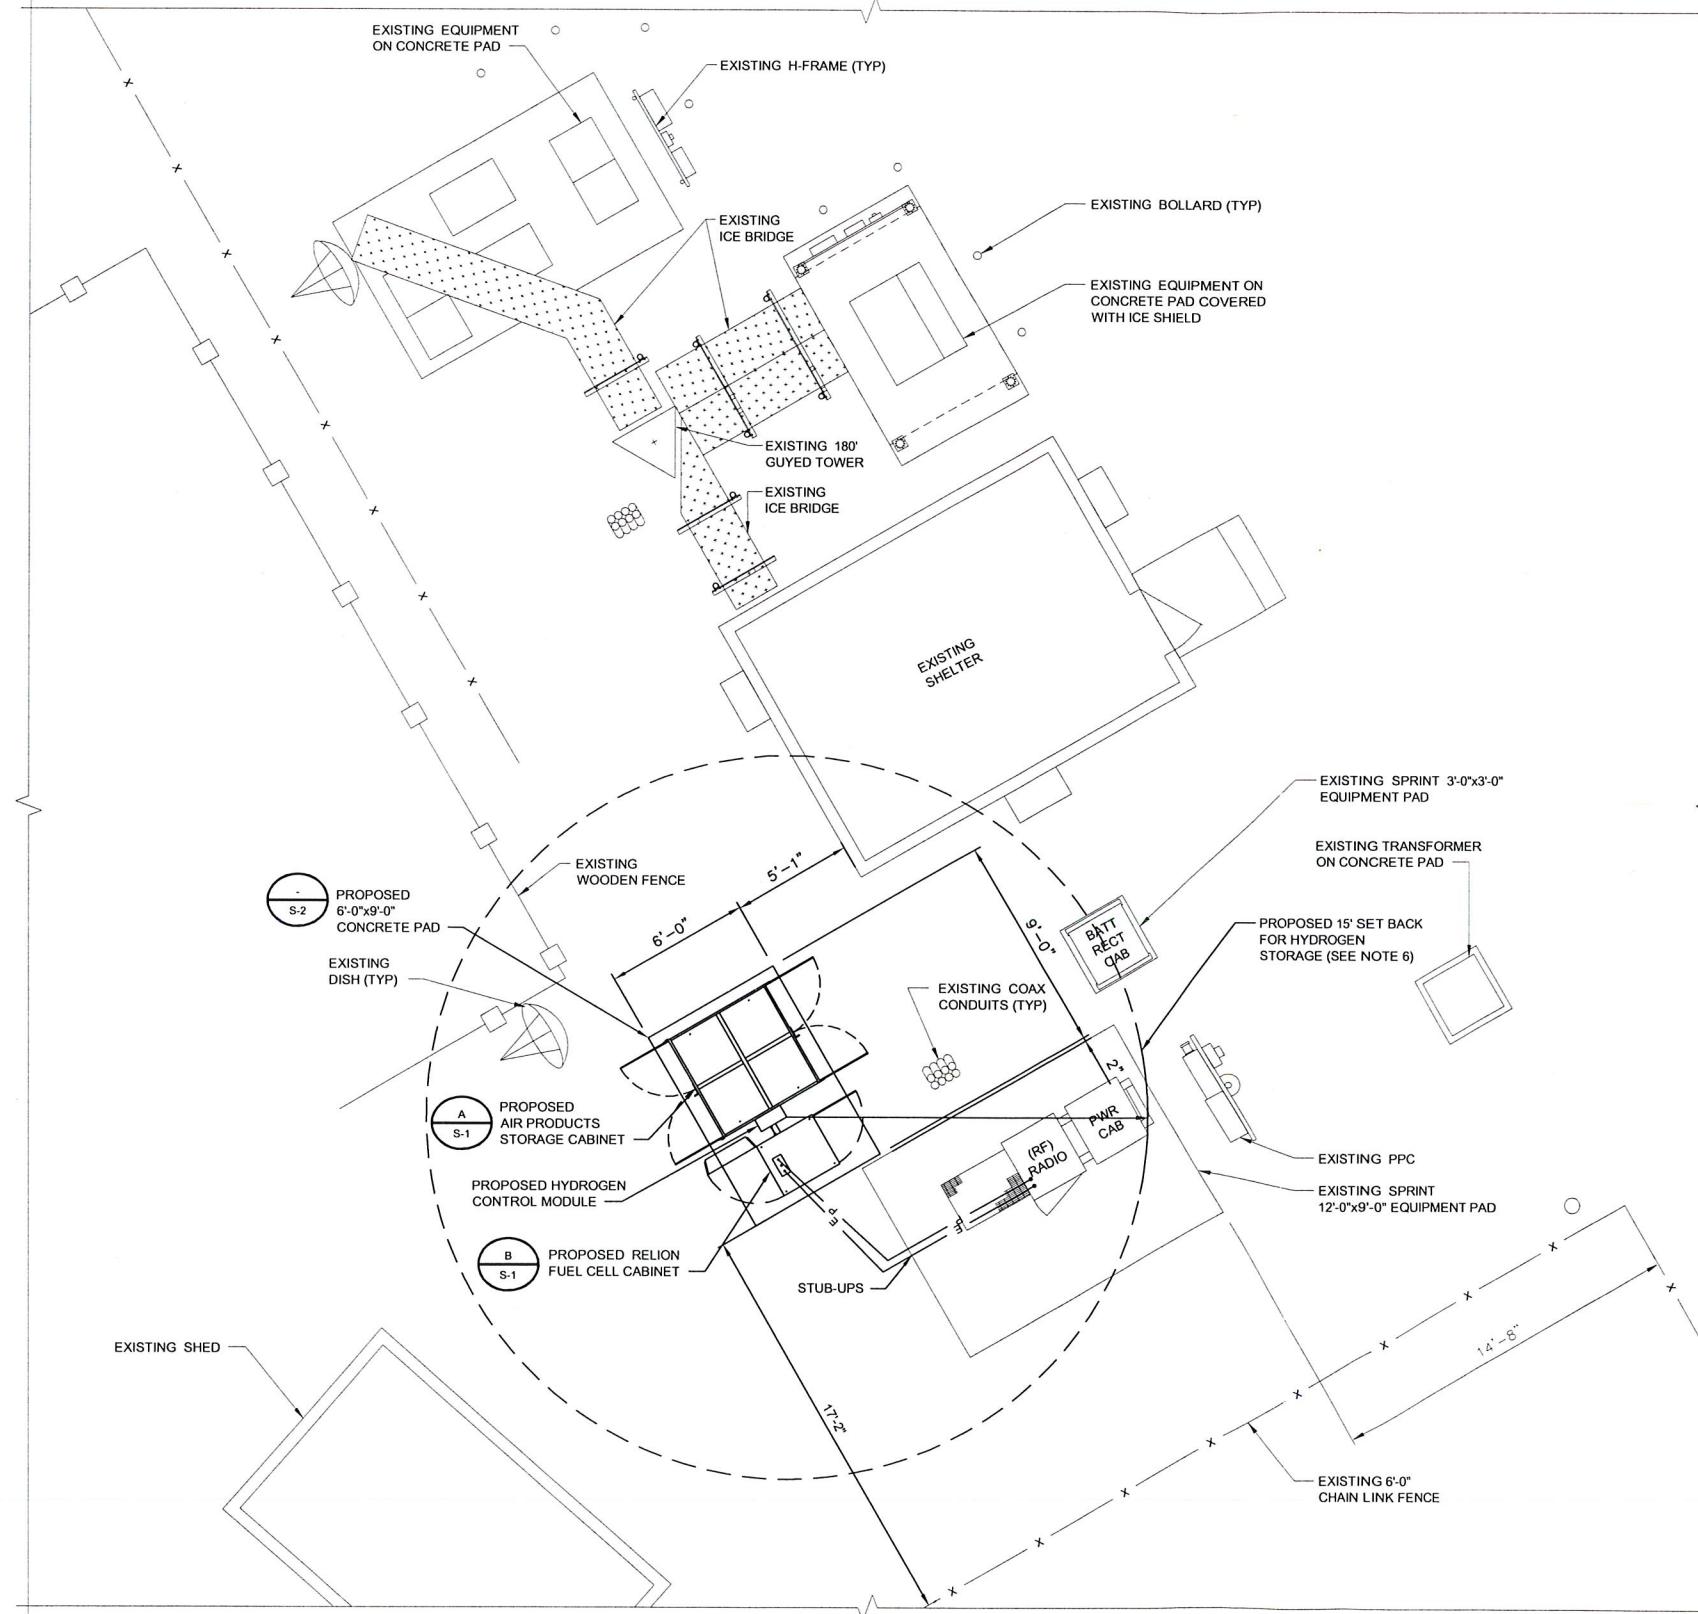 EXISTING EQUIPMENT
ON CONCRETE PAD
EXISTING H-FRAME (TYP)
EXISTING
ICE BRIDGE
EXISTING BOLLARD (TYP)
EXISTING EQUIPMENT ON
CONCRETE PAD COVERED
WITH ICE SHIELD
EXISTING 180'
GUYED TOWER
EXISTING
ICE BRIDGE
EXISTING
SHELTER
EXISTING SPRINT 3'-0"x3'-0"
EQUIPMENT PAD
EXISTING TRANSFORMER
ON CONCRETE PAD
EXISTING
WOODEN FENCE
5'-1"
6'-0"
9'-0"
-
S-2
PROPOSED
6'-0"x9'-0"
CONCRETE PAD
BATT
RECT
CAB
PROPOSED 15' SET BACK
FOR HYDROGEN
STORAGE (SEE NOTE 6)
EXISTING
DISH (TYP)
EXISTING COAX
CONDUITS (TYP)
2"
A
S-1
PROPOSED
AIR PRODUCTS
STORAGE CABINET
PWR
CAB
(RF)
RADIO
EXISTING PPC
PROPOSED HYDROGEN
CONTROL MODULE
EXISTING SPRINT
12'-0"x9'-0" EQUIPMENT PAD
P
E
P
E
B
S-1
PROPOSED RELION
FUEL CELL CABINET
STUB-UPS
EXISTING SHED
14'-8"
17'-2"
EXISTING 6'-0"
CHAIN LINK FENCE